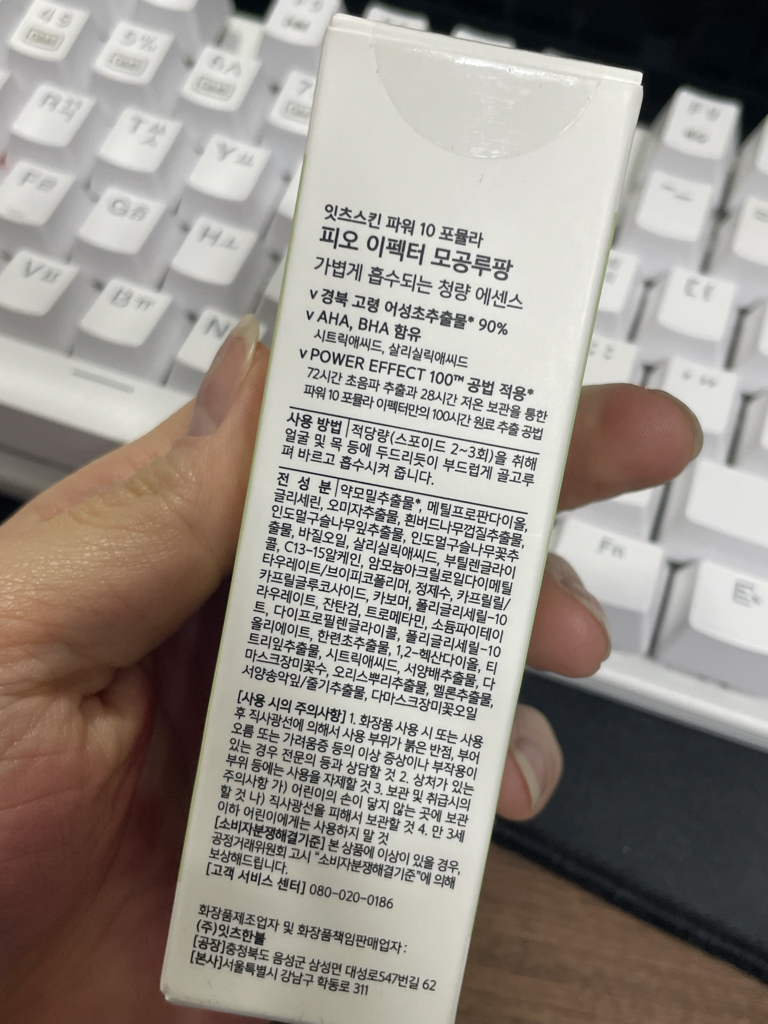 잇츠스킨 파워 10 포뮬라
피오 이펙터 모공루팡
가볍게 흡수되는 청량 에센스
v 경북 고령 어성초추출물* 90%
v AHA, BHA 함유
시트릭애씨드, 살리실릭애씨드
v POWER EFFECT 100™ 공법 적용*
72시간 초음파 추출과 28시간 저온 보관을 통한
파워 10 포뮬라 이펙터만의 100시간 원료 추출 공법
사용 방법 | 적당량(스포이드 2~3회)을 취해
얼굴 및 목 등에 두드리듯이 부드럽게 골고루
펴 바르고 흡수시켜 줍니다.
전 성 분 | 약모밀추출물*, 메틸프로판다이올,
글리세린, 오미자추출물, 흰버드나무껍질추출물,
인도멀구슬나무잎추출물, 인도멀구슬나무꽃추
출물, 바질오일, 살리실릭애씨드, 부틸렌글라이
콜, C13-15알케인, 암모늄아크릴로일다이메틸
타우레이트/브이피코폴리머, 정제수, 카프릴릴/
카프릴글루코사이드, 카보머, 폴리글리세릴-10
라우레이트, 잔탄검, 트로메타민, 소듐파이테이
트, 다이프로필렌글라이콜, 폴리글리세릴-10
올리에이트, 한련초추출물, 1,2-헥산다이올, 티
트리잎추출물, 시트릭애씨드, 서양배추출물, 다
마스크장미꽃수, 오리스뿌리추출물, 멜론추출물,
서양송악잎/줄기추출물, 다마스크장미꽃오일
[사용 시의 주의사항] 1. 화장품 사용 시 또는 사용
후 직사광선에 의해서 사용 부위가 붉은 반점, 부어
오름 또는 가려움증 등의 이상 증상이나 부작용이
있는 경우 전문의 등과 상담할 것 2. 상처가 있는
부위 등에는 사용을 자제할 것 3. 보관 및 취급시의
주의사항 가) 어린이의 손이 닿지 않는 곳에 보관
할 것 나) 직사광선을 피해서 보관할 것 4. 만 3세
이하 어린이에게는 사용하지 말 것
[소비자분쟁해결기준] 본 상품에 이상이 있을 경우,
공정거래위원회 고시 "소비자분쟁해결기준"에 의해
보상해드립니다.
[고객 서비스 센터] 080-020-0186
화장품제조업자 및 화장품책임판매업자 :
(주)잇츠한불
[공장]충청북도 음성군 삼성면 대성로547번길 62
[본사]서울특별시 강남구 학동로 311
4 $
5 %
6 ^
7
R ㄲ
T ㅅ
Y ㅛ
F ㄹ
G ㅎ
H ㅗ
V ㅍ
B ㅠ
N
Fn